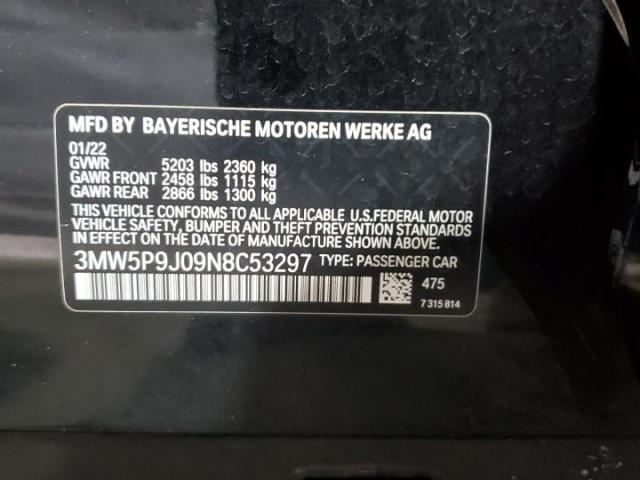 MFD BY BAYERISCHE MOTOREN WERKE AG
01/22
GVWR 5203 lbs 2360 kg
GAWR FRONT 2458 lbs 1115 kg
GAWR REAR 2866 lbs 1300 kg
THIS VEHICLE CONFORMS TO ALL APPLICABLE U.S.FEDERAL MOTOR
VEHICLE SAFETY, BUMPER, AND THEFT PREVENTION STANDARDS
IN EFFECT ON THE DATE OF MANUFACTURE SHOWN ABOVE.
3MW5P9J09N8C53297 TYPE: PASSENGER CAR
475
7 315 814